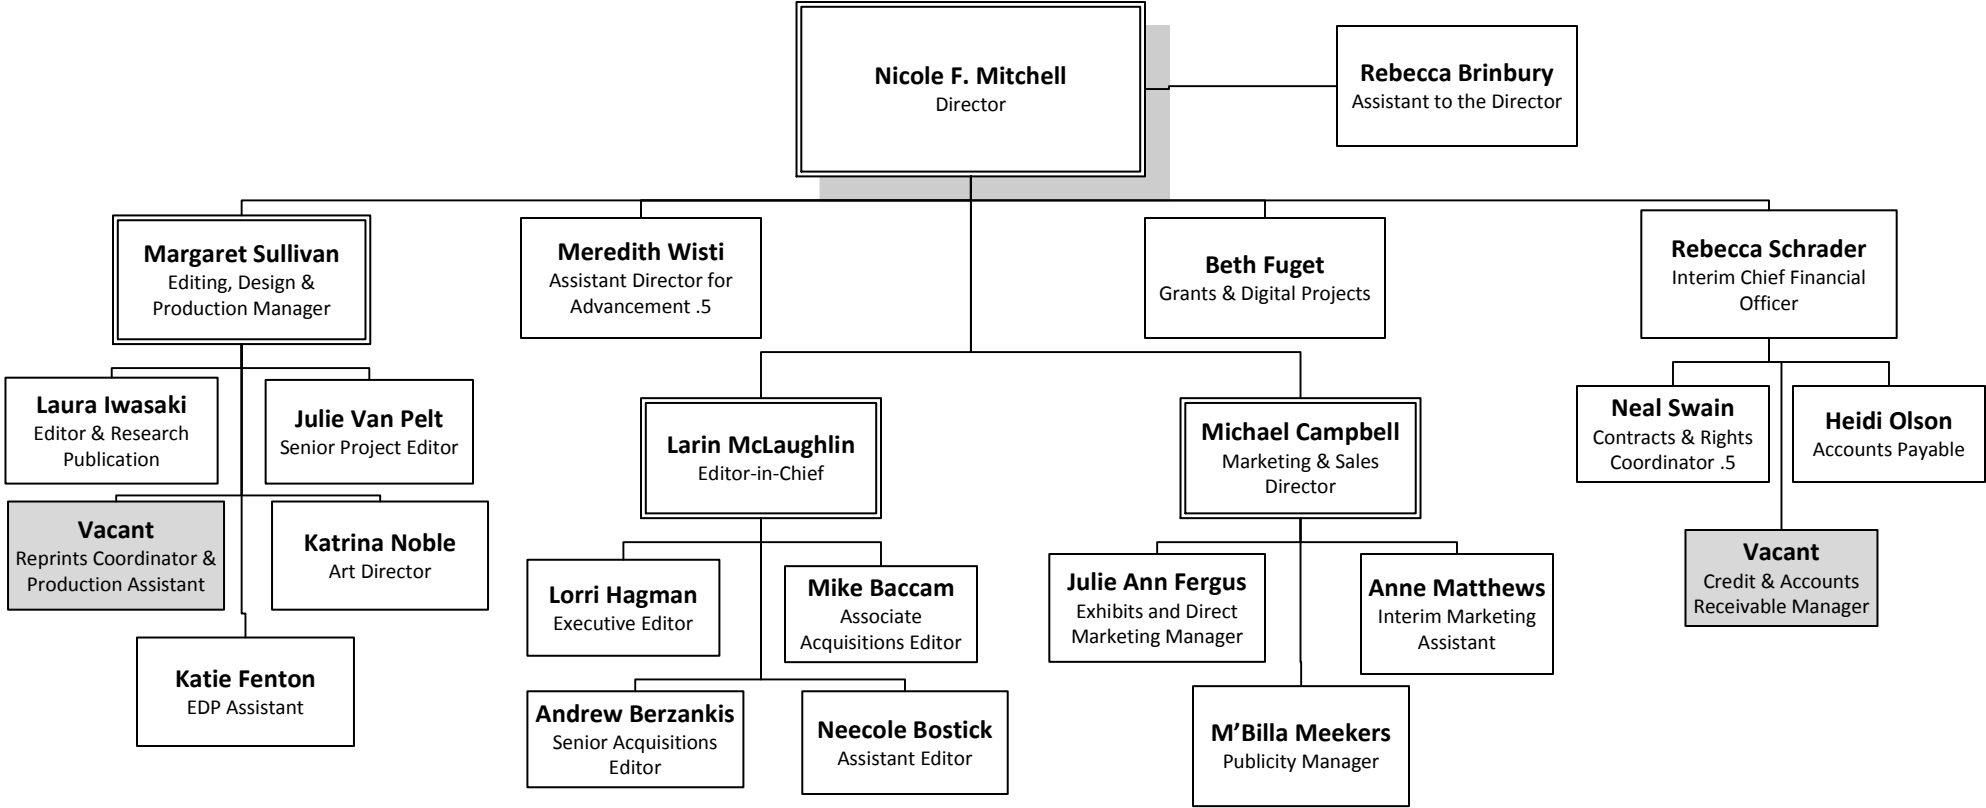 Nicole F. Mitchell
Director
Rebecca Brinbury
Assistant to the Director
Margaret Sullivan
Editing, Design &
Production Manager
Meredith Wisti
Assistant Director for
Advancement .5
Beth Fuget
Grants & Digital Projects
Rebecca Schrader
Interim Chief Financial
Officer
Laura Iwasaki
Editor & Research
Publication
Julie Van Pelt
Senior Project Editor
Vacant
Reprints Coordinator &
Production Assistant
Katrina Noble
Art Director
Katie Fenton
EDP Assistant
Larin McLaughlin
Editor-in-Chief
Lorri Hagman
Executive Editor
Mike Baccam
Associate
Acquisitions Editor
Andrew Berzankis
Senior Acquisitions
Editor
Neecole Bostick
Assistant Editor
Michael Campbell
Marketing & Sales
Director
Julie Ann Fergus
Exhibits and Direct
Marketing Manager
Anne Matthews
Interim Marketing
Assistant
M’Billa Meekers
Publicity Manager
Neal Swain
Contracts & Rights
Coordinator .5
Heidi Olson
Accounts Payable
Vacant
Credit & Accounts
Receivable Manager